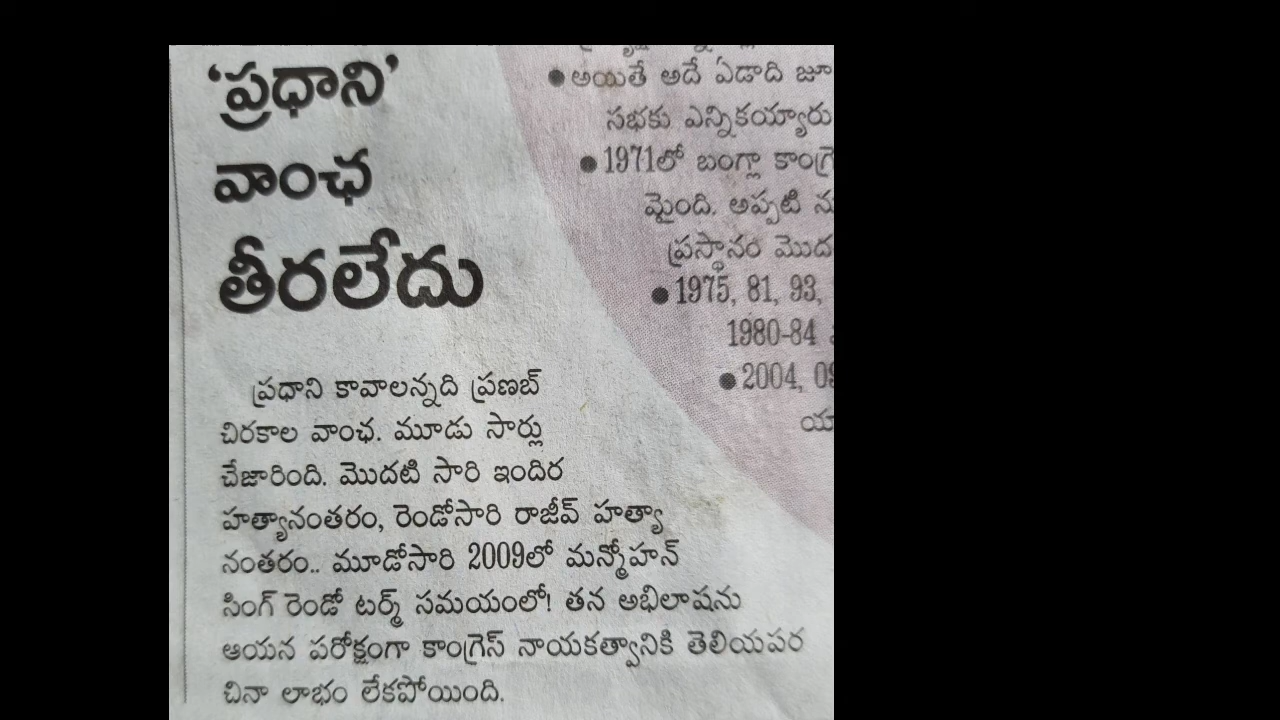 ‘ప్రధాని’
వాంఛ
తీరలేదు
ప్రధాని కావాలన్నది ప్రణబ్
చిరకాల వాంఛ. మూడు సార్లు
చేజారింది. మొదటి సారి ఇందిర
హత్యానంతరం, రెండోసారి రాజీవ్ హత్యా
నంతరం.. మూడోసారి 2009లో మన్మోహన్
సింగ్ రెండో టర్మ్ సమయంలో! తన అభిలాషను
ఆయన పరోక్షంగా కాంగ్రెస్ నాయకత్వానికి తెలియపర
చినా లాభం లేకపోయింది.
●అయితే అదే ఏడాది జూ
సభకు ఎన్నికయ్యారు
●1971లో బంగ్లా కాంగ్రె
మైంది. అప్పటి ను
ప్రస్థానం మొద
●1975, 81, 93,
1980-84
●2004, 09
యా